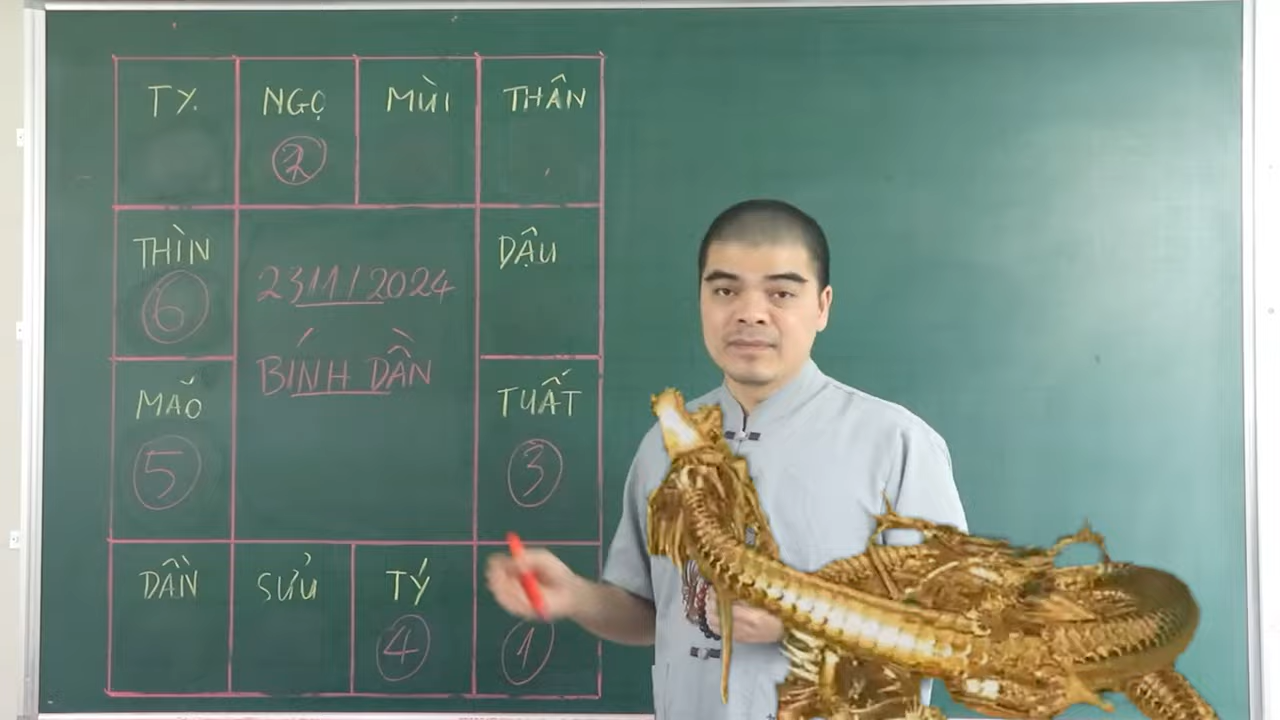 TY.
NGỌ
MÙI
THÂN
②
THÌN
DẬU
⑥
23/11/2024
BÍNH DẦN
MÃO
TUẤT
⑤
③
DẦN
SỬU
TÝ
④
①